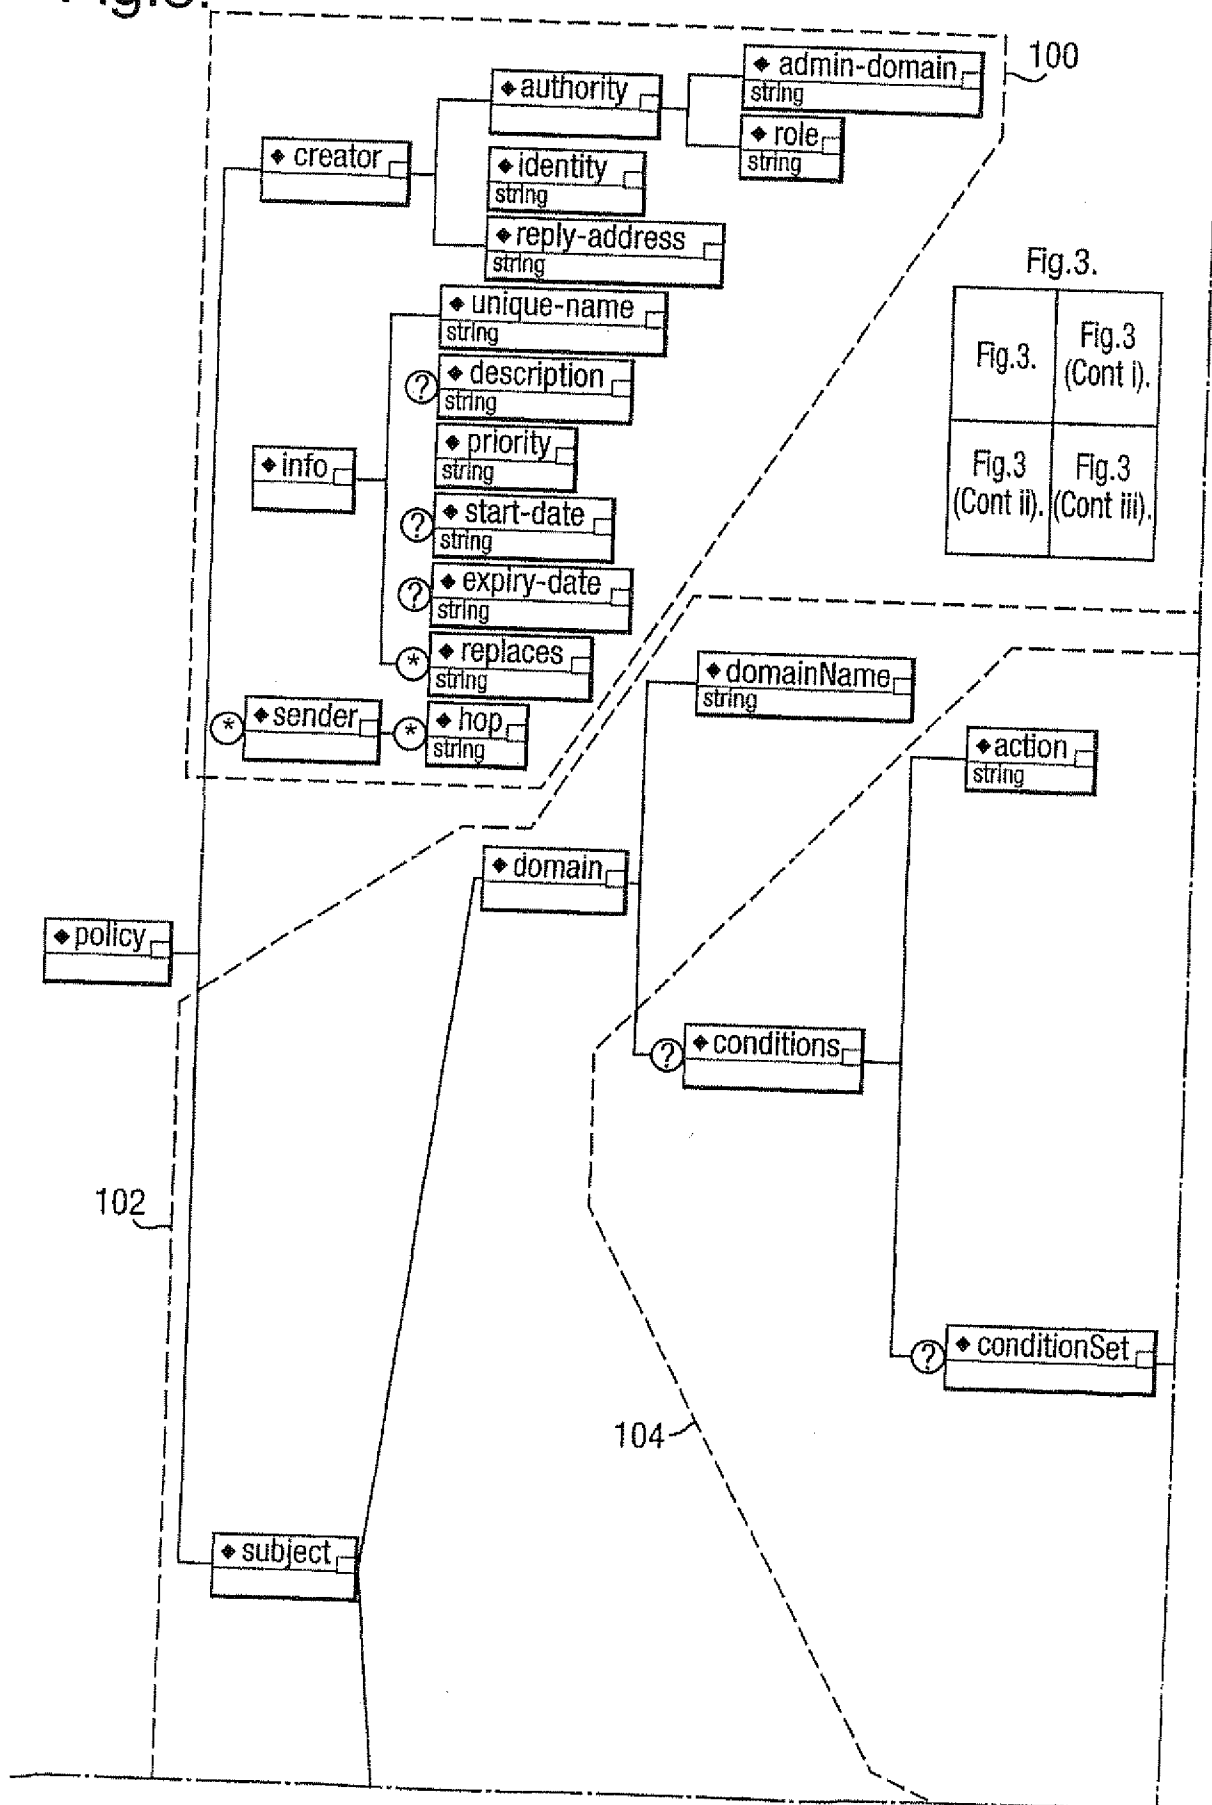 Fig.3.
100
◆ admin-domain
string
◆ authority
◆ role
string
◆ creator
◆ identity
string
◆ reply-address
string
◆ unique-name
string
? ◆ description
string
◆ priority
string
◆ info
? ◆ start-date
string
? ◆ expiry-date
string
* ◆ replaces
string
* ◆ sender
* ◆ hop
string
Fig.3.
Fig.3.
Fig.3
(Cont i).
Fig.3
(Cont ii).
Fig.3
(Cont iii).
◆ domainName
string
◆ action
string
◆ domain
◆ policy
? ◆ conditions
102
? ◆ conditionSet
104
◆ subject